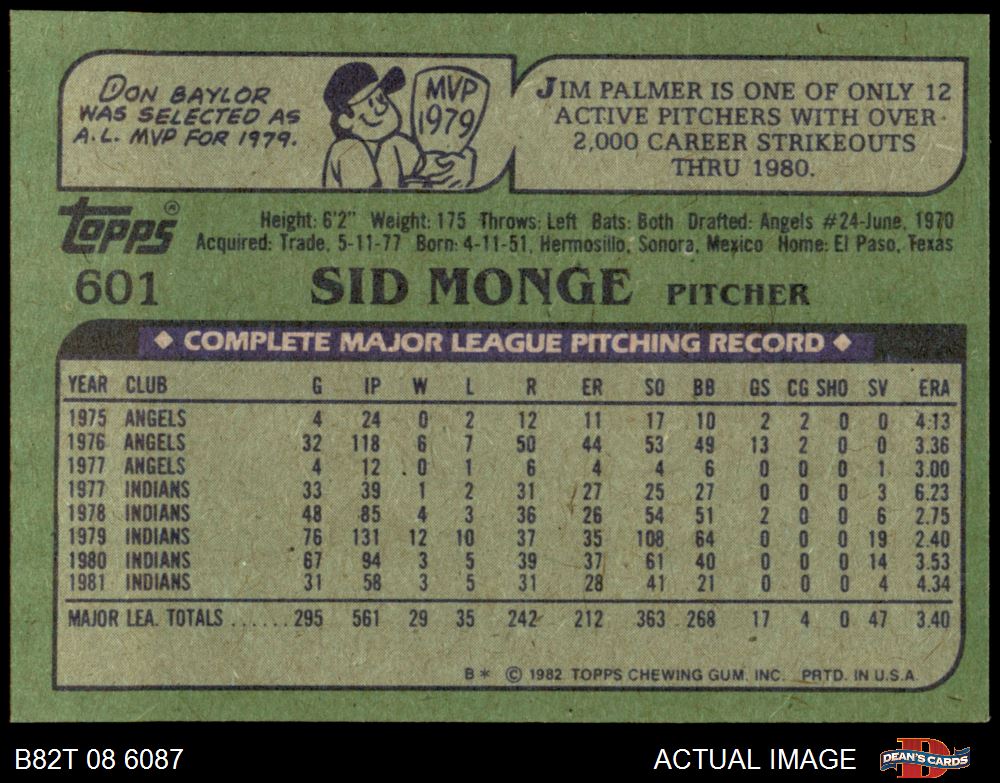 DON BAYLOR
WAS SELECTED AS
A.L. MVP FOR 1979.
MVP
1979
JIM PALMER IS ONE OF ONLY 12
ACTIVE PITCHERS WITH OVER
2,000 CAREER STRIKEOUTS
THRU 1980.
topps®
Height: 6'2" Weight: 175 Throws: Left Bats: Both Drafted: Angels #24-June, 1970
Acquired: Trade, 5-11-77 Born: 4-11-51, Hermosillo, Sonora, Mexico Home: El Paso, Texas
601 SID MONGE PITCHER
◆ COMPLETE MAJOR LEAGUE PITCHING RECORD ◆
YEAR CLUB G IP W L R ER SO BB GS CG SHO SV ERA
1975 ANGELS 4 24 0 2 12 11 17 10 2 2 0 0 4.13
1976 ANGELS 32 118 6 7 50 44 53 49 13 2 0 0 3.36
1977 ANGELS 4 12 0 1 6 4 4 6 0 0 0 1 3.00
1977 INDIANS 33 39 1 2 31 27 25 27 0 0 0 3 6.23
1978 INDIANS 48 85 4 3 36 26 54 51 2 0 0 6 2.75
1979 INDIANS 76 131 12 10 37 35 108 64 0 0 0 19 2.40
1980 INDIANS 67 94 3 5 39 37 61 40 0 0 0 14 3.53
1981 INDIANS 31 58 3 5 31 28 41 21 0 0 0 4 4.34
MAJOR LEA. TOTALS ...... 295 561 29 35 242 212 363 268 17 4 0 47 3.40
B* © 1982 TOPPS CHEWING GUM, INC. PRTD. IN U.S.A.
B82T 08 6087
ACTUAL IMAGE
DEAN'S CARDS